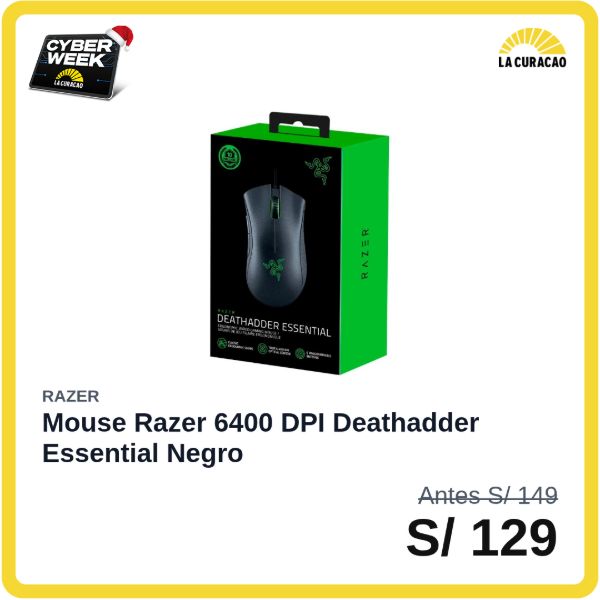 CYBER
WEEK
LA CURACAO
LA CURACAO
RAZER
RAZER
DEATHADDER ESSENTIAL
RAZER
Mouse Razer 6400 DPI Deathadder
Essential Negro
Antes S/ 149
S/ 129